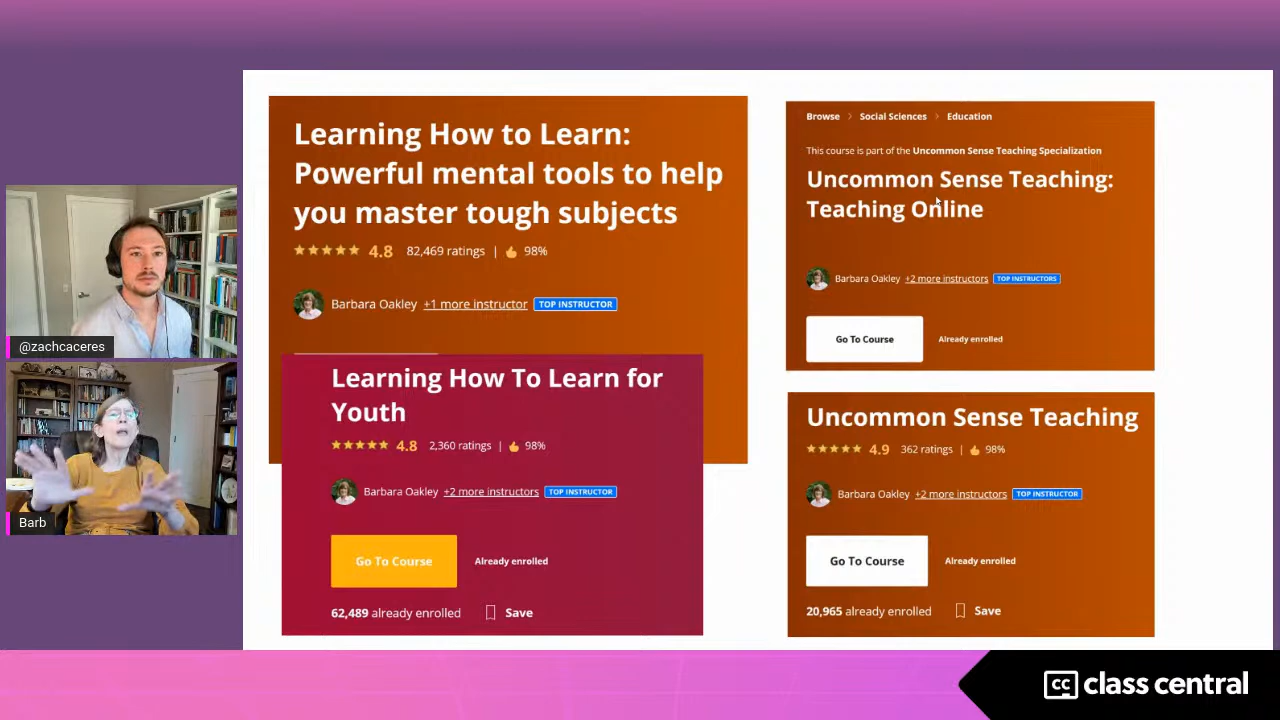 @zachcaceres
Barb
Learning How to Learn:
Powerful mental tools to help
you master tough subjects
4.8 82,469 ratings | 98%
Barbara Oakley +1 more instructor TOP INSTRUCTOR
Learning How To Learn for
Youth
4.8 2,360 ratings | 98%
Barbara Oakley +2 more instructors TOP INSTRUCTOR
Go To Course Already enrolled
62,489 already enrolled Save
Browse > Social Sciences > Education
This course is part of the Uncommon Sense Teaching Specialization
Uncommon Sense Teaching:
Teaching Online
Barbara Oakley +2 more instructors TOP INSTRUCTORS
Go To Course Already enrolled
Uncommon Sense Teaching
4.9 362 ratings | 98%
Barbara Oakley +2 more instructors TOP INSTRUCTOR
Go To Course Already enrolled
20,965 already enrolled Save
cc class central